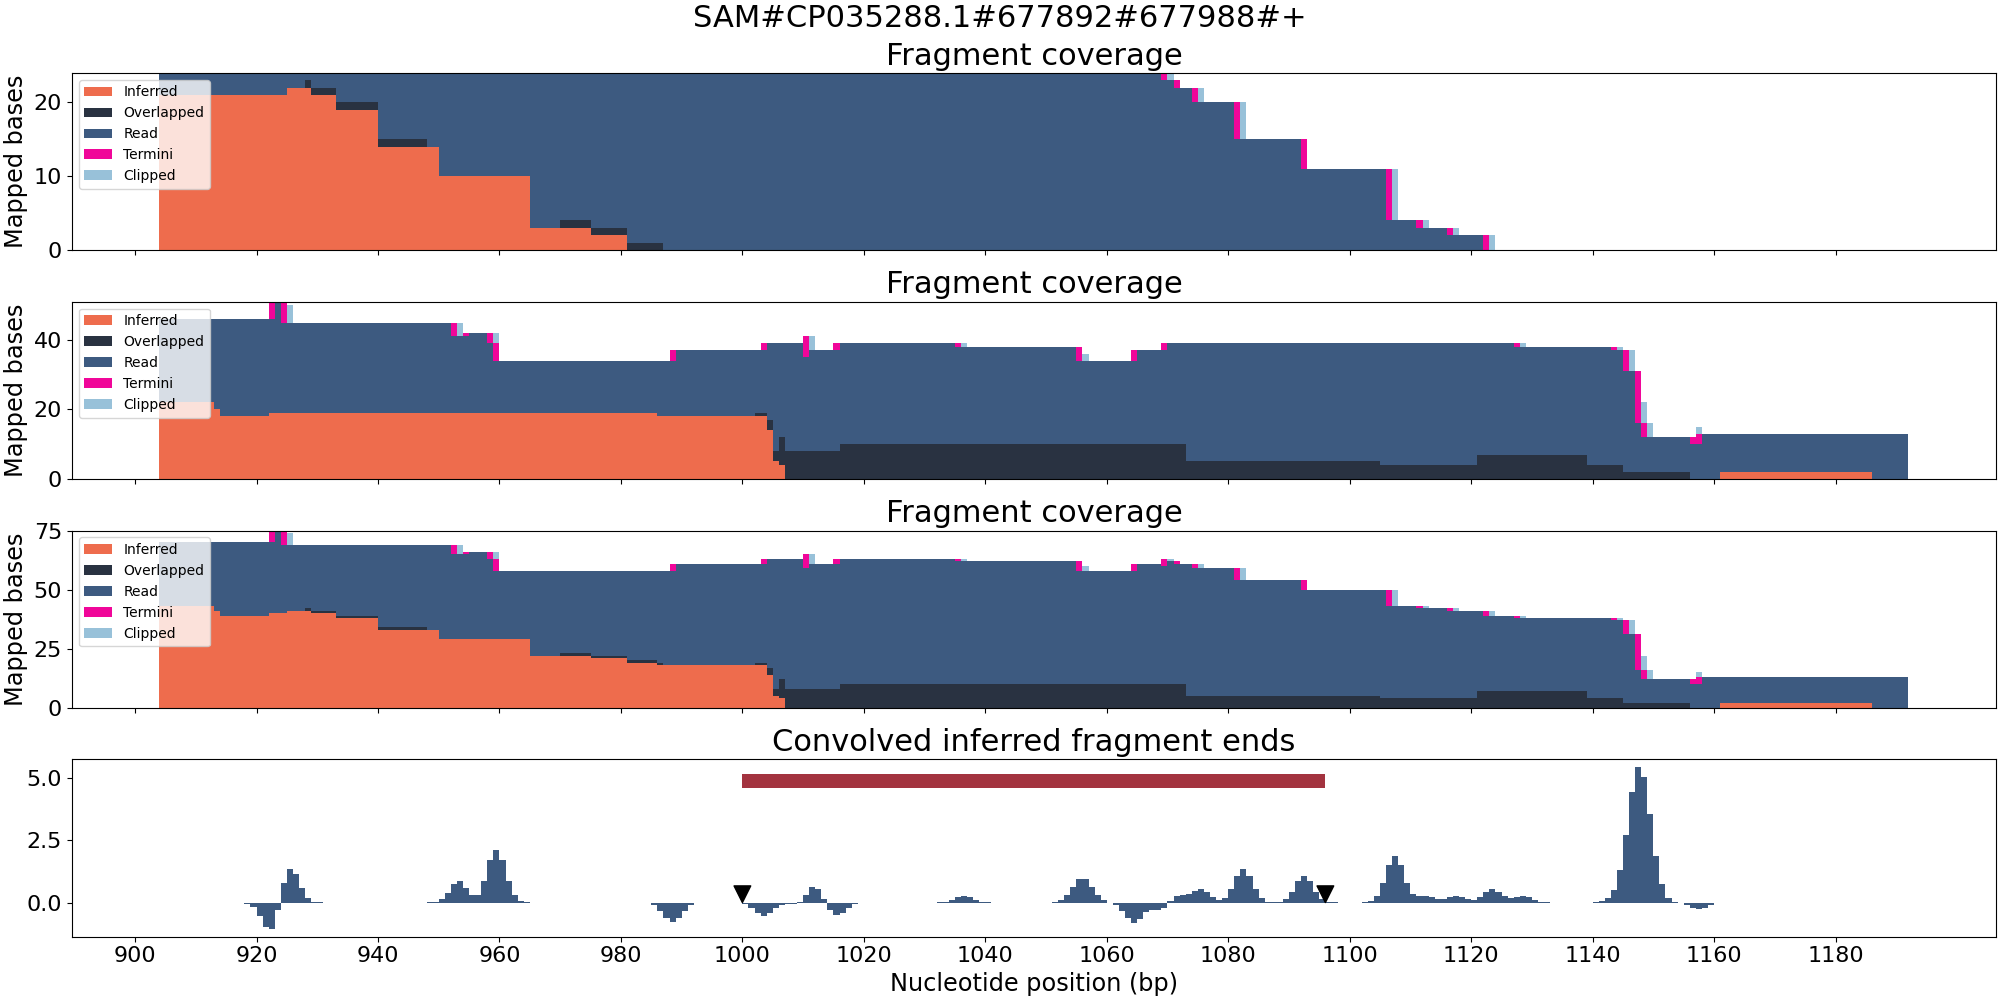 SAM#CP035288.1#677892#677988#+
Fragment coverage
Mapped bases
20
10
0
Inferred
Overlapped
Read
Termini
Clipped
Fragment coverage
Mapped bases
40
20
0
Inferred
Overlapped
Read
Termini
Clipped
Fragment coverage
Mapped bases
75
50
25
0
Inferred
Overlapped
Read
Termini
Clipped
Convolved inferred fragment ends
5.0
2.5
0.0
900 920 940 960 980 1000 1020 1040 1060 1080 1100 1120 1140 1160 1180
Nucleotide position (bp)